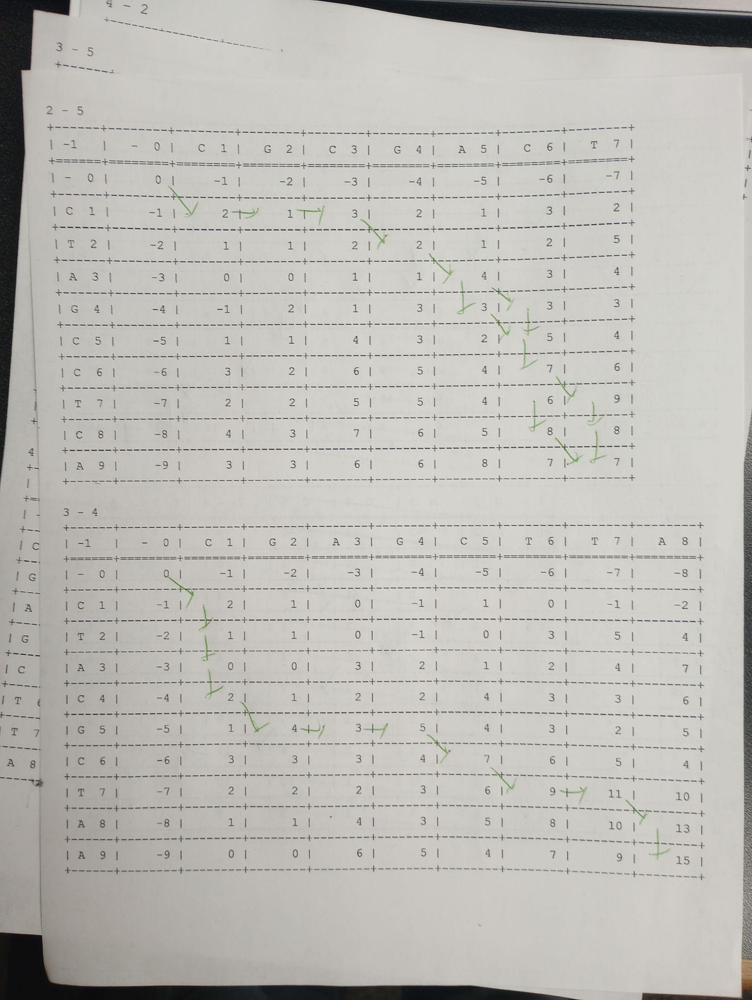 4 - 2
3 - 5
2 - 5
| -1 | - 0 | C 1 | G 2 | C 3 | G 4 | A 5 | C 6 | T 7 |
| - 0 | 0 | -1 | -2 | -3 | -4 | -5 | -6 | -7 |
| C 1 | -1 | 2 | 1 | 3 | 2 | 1 | 3 | 2 |
| T 2 | -2 | 1 | 1 | 2 | 2 | 1 | 2 | 5 |
| A 3 | -3 | 0 | 0 | 1 | 1 | 4 | 3 | 4 |
| G 4 | -4 | -1 | 2 | 1 | 3 | 3 | 3 | 3 |
| C 5 | -5 | 1 | 1 | 4 | 3 | 2 | 5 | 4 |
| C 6 | -6 | 3 | 2 | 6 | 5 | 4 | 7 | 6 |
| T 7 | -7 | 2 | 2 | 5 | 5 | 4 | 6 | 9 |
| C 8 | -8 | 4 | 3 | 7 | 6 | 5 | 8 | 8 |
| A 9 | -9 | 3 | 3 | 6 | 6 | 8 | 7 | 7 |
3 - 4
| -1 | - 0 | C 1 | G 2 | A 3 | G 4 | C 5 | T 6 | T 7 | A 8 |
| - 0 | 0 | -1 | -2 | -3 | -4 | -5 | -6 | -7 | -8 |
| C 1 | -1 | 2 | 1 | 0 | -1 | 1 | 0 | -1 | -2 |
| T 2 | -2 | 1 | 1 | 0 | -1 | 0 | 3 | 5 | 4 |
| A 3 | -3 | 0 | 0 | 3 | 2 | 1 | 2 | 4 | 7 |
| C 4 | -4 | 2 | 1 | 2 | 2 | 4 | 3 | 3 | 6 |
| G 5 | -5 | 1 | 4 | 3 | 5 | 4 | 3 | 2 | 5 |
| C 6 | -6 | 3 | 3 | 3 | 4 | 7 | 6 | 5 | 4 |
| T 7 | -7 | 2 | 2 | 2 | 3 | 6 | 9 | 11 | 10 |
| A 8 | -8 | 1 | 1 | 4 | 3 | 5 | 8 | 10 | 13 |
| A 9 | -9 | 0 | 0 | 6 | 5 | 4 | 7 | 9 | 15 |
4
| -
| C
| G
| A
| G
| C
| T 6
| T 7
A 8